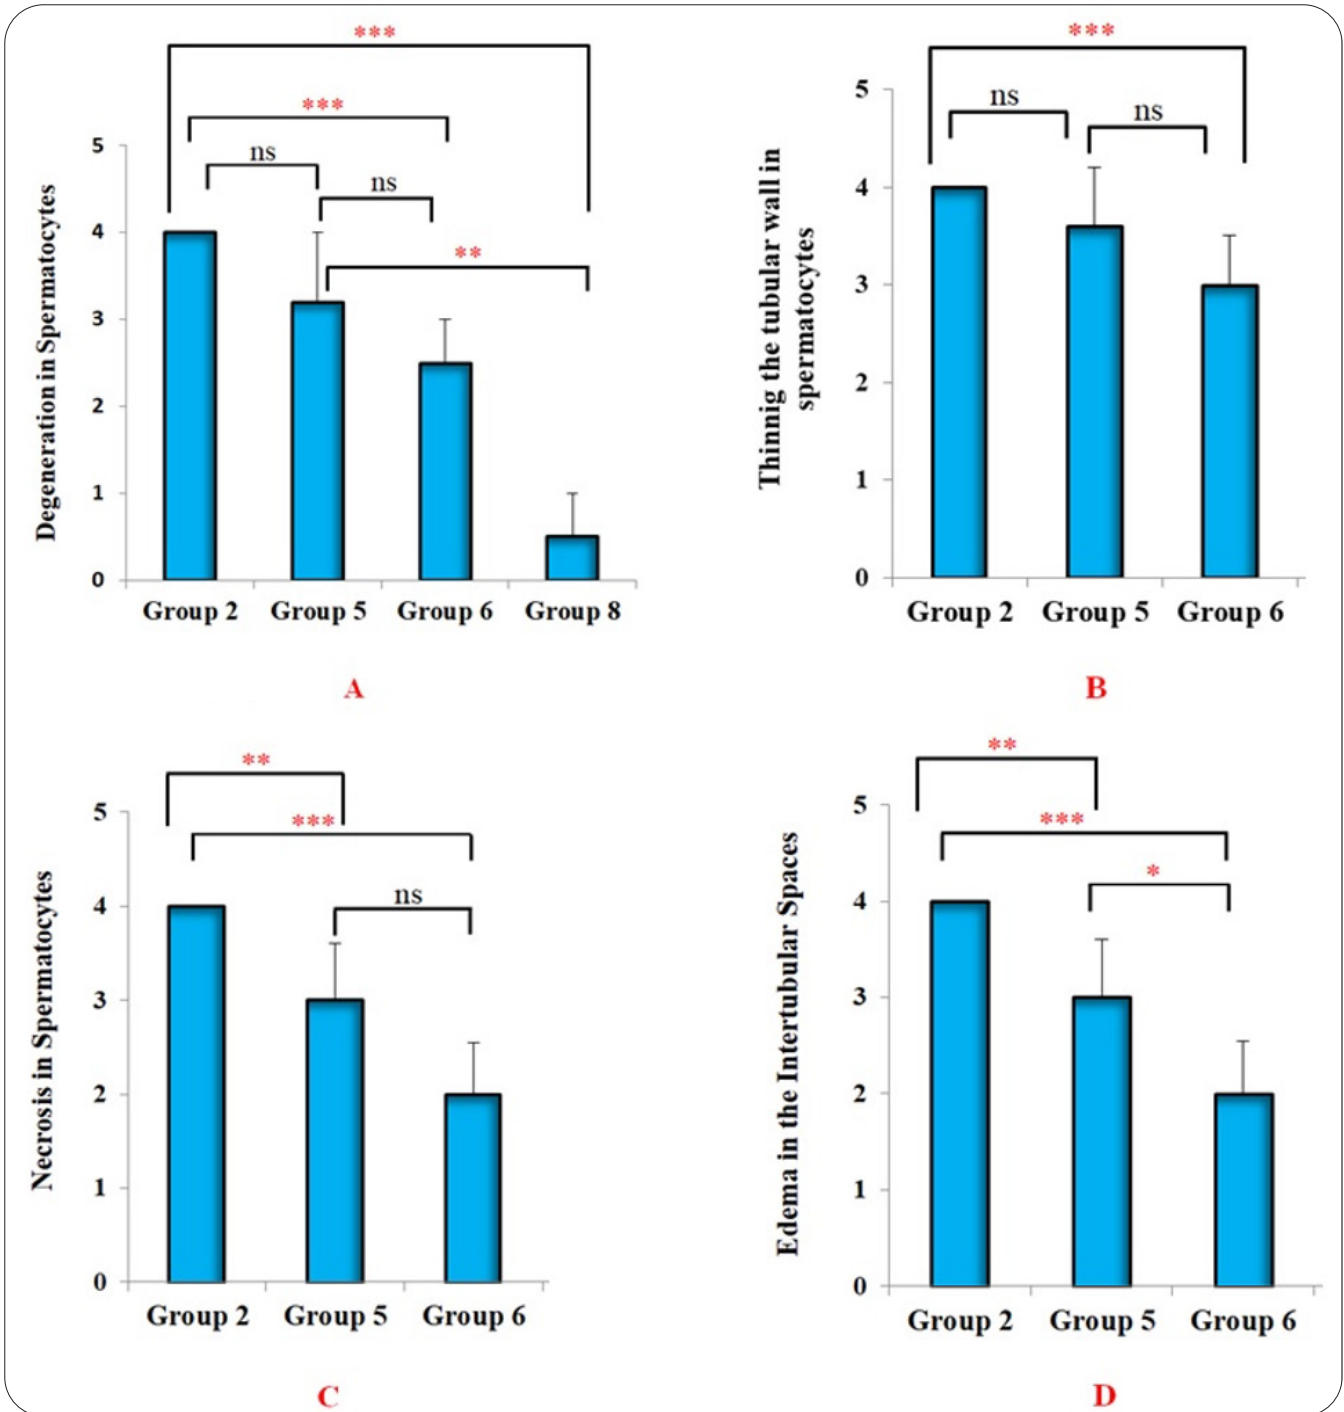 ***
***
ns
ns
**
5
4
3
2
1
0
Degeneration in Spermatocytes
Group 2 Group 5 Group 6 Group 8
A
***
ns
ns
5
4
3
2
1
0
Thinnig the tubular wall in
spermatocytes
Group 2 Group 5 Group 6
B
**
***
ns
5
4
3
2
1
0
Necrosis in Spermatocytes
Group 2 Group 5 Group 6
C
**
***
*
5
4
3
2
1
0
Edema in the Intertubular Spaces
Group 2 Group 5 Group 6
D